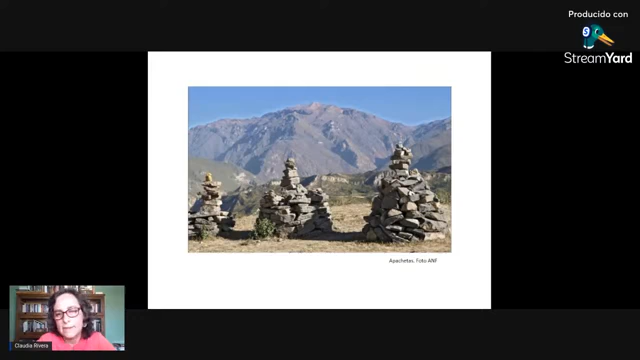 Producido con
StreamYard
Apachetas. Foto ANF
Claudia Rivera